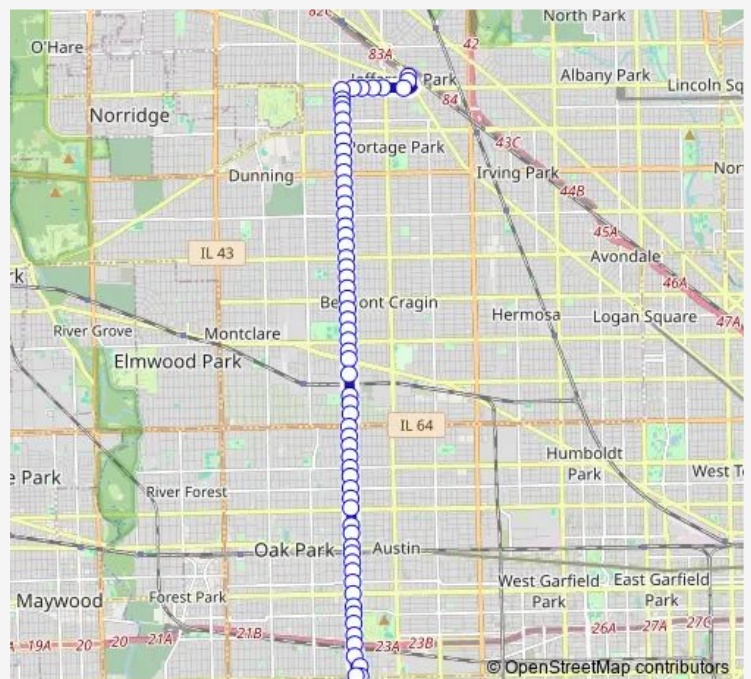 82C
North Park
O'Hare
42
83A
Albany Park
Lincoln Sq
Park
84
Norridge
43C
Portage Park
Irving Park
Dunning
44B
IL 43
45A
Avondale
46A
Cragin
Hermosa
Logan Square
47A
River Grove
Montclare
Elmwood Park
IL 64
Humboldt
Park
e Park
West T
River Forest
Oak Park
Austin
West Garfield
Park
East Garfield
Park
Maywood
Forest Park
19A
20
20
21A
21B
23A
23B
26A
27A
27C
© OpenStreetMap contributors